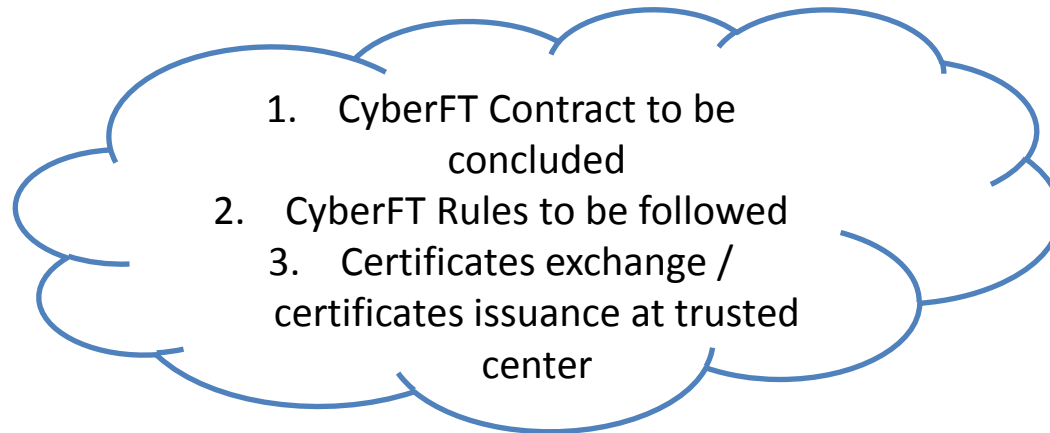 1. CyberFT Contract to be
concluded
2. CyberFT Rules to be followed
3. Certificates exchange /
certificates issuance at trusted
center